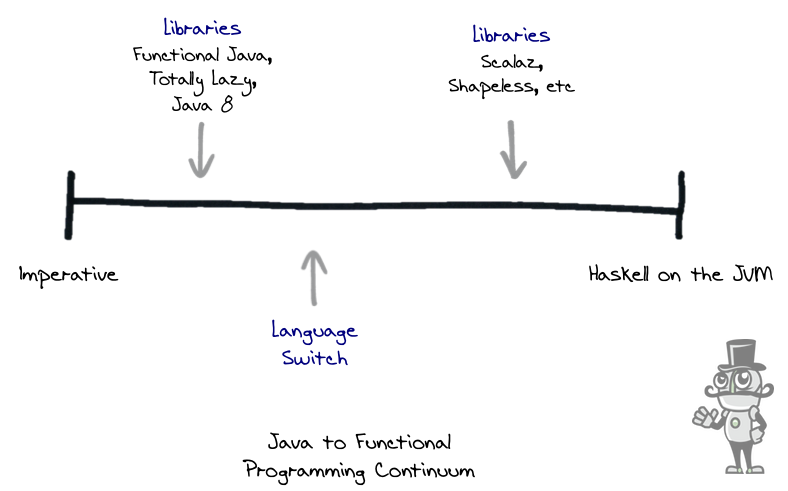 Libraries
Functional Java,
Totally Lazy,
Java 8
Libraries
Scalaz,
Shapeless, etc
Imperative
Haskell on the JVM
Language
Switch
Java to Functional
Programming Continuum